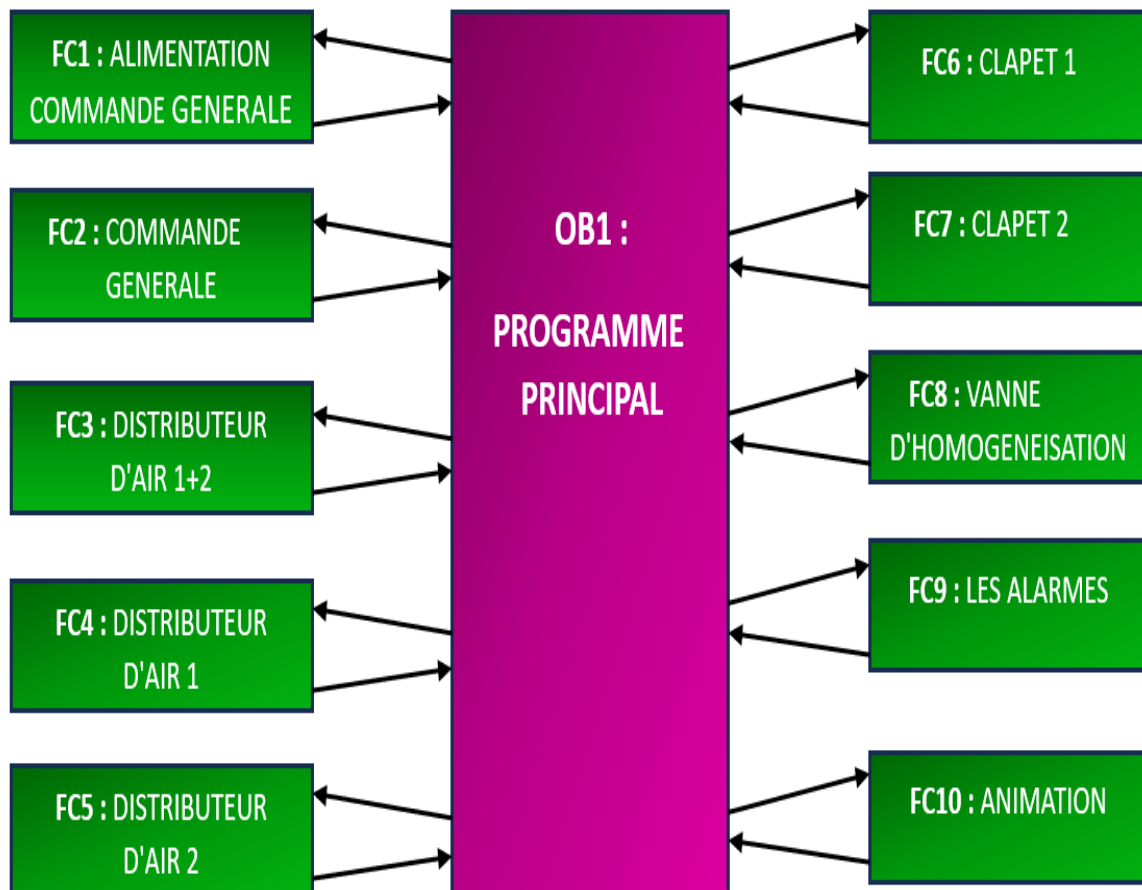 FC1 : ALIMENTATION
COMMANDE GENERALE
FC2 : COMMANDE
GENERALE
FC3 : DISTRIBUTEUR
D'AIR 1+2
FC4 : DISTRIBUTEUR
D'AIR 1
FC5 : DISTRIBUTEUR
D'AIR 2
OB1 :
PROGRAMME
PRINCIPAL
FC6 : CLAPET 1
FC7 : CLAPET 2
FC8 : VANNE
D'HOMOGENEISATION
FC9 : LES ALARMES
FC10 : ANIMATION